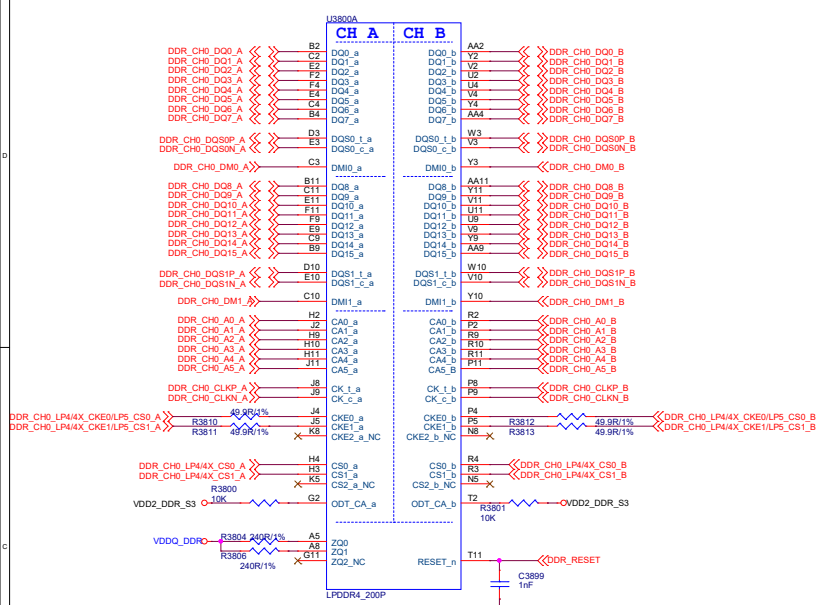 U3800A
CH A CH B
DDR_CH0_DQ0_A B2 DQ0_a DQ0_b AA2 DDR_CH0_DQ0_B
DDR_CH0_DQ1_A C2 DQ1_a DQ1_b Y2 DDR_CH0_DQ1_B
DDR_CH0_DQ2_A E2 DQ2_a DQ2_b V2 DDR_CH0_DQ2_B
DDR_CH0_DQ3_A F2 DQ3_a DQ3_b U2 DDR_CH0_DQ3_B
DDR_CH0_DQ4_A F4 DQ4_a DQ4_b U4 DDR_CH0_DQ4_B
DDR_CH0_DQ5_A E4 DQ5_a DQ5_b V4 DDR_CH0_DQ5_B
DDR_CH0_DQ6_A C4 DQ6_a DQ6_b Y4 DDR_CH0_DQ6_B
DDR_CH0_DQ7_A B4 DQ7_a DQ7_b AA4 DDR_CH0_DQ7_B
DDR_CH0_DQS0P_A D3 DQS0_t_a DQS0_t_b W3 DDR_CH0_DQS0P_B
DDR_CH0_DQS0N_A E3 DQS0_c_a DQS0_c_b V3 DDR_CH0_DQS0N_B
D
DDR_CH0_DM0_A C3 DMI0_a DMI0_b Y3 DDR_CH0_DM0_B
DDR_CH0_DQ8_A B11 DQ8_a DQ8_b AA11 DDR_CH0_DQ8_B
DDR_CH0_DQ9_A C11 DQ9_a DQ9_b Y11 DDR_CH0_DQ9_B
DDR_CH0_DQ10_A E11 DQ10_a DQ10_b V11 DDR_CH0_DQ10_B
DDR_CH0_DQ11_A F11 DQ11_a DQ11_b U11 DDR_CH0_DQ11_B
DDR_CH0_DQ12_A F9 DQ12_a DQ12_b U9 DDR_CH0_DQ12_B
DDR_CH0_DQ13_A E9 DQ13_a DQ13_b V9 DDR_CH0_DQ13_B
DDR_CH0_DQ14_A C9 DQ14_a DQ14_b Y9 DDR_CH0_DQ14_B
DDR_CH0_DQ15_A B9 DQ15_a DQ15_b AA9 DDR_CH0_DQ15_B
DDR_CH0_DQS1P_A D10 DQS1_t_a DQS1_t_b W10 DDR_CH0_DQS1P_B
DDR_CH0_DQS1N_A E10 DQS1_c_a DQS1_c_b V10 DDR_CH0_DQS1N_B
DDR_CH0_DM1_A C10 DMI1_a DMI1_b Y10 DDR_CH0_DM1_B
DDR_CH0_A0_A H2 CA0_a CA0_b R2 DDR_CH0_A0_B
DDR_CH0_A1_A J2 CA1_a CA1_b P2 DDR_CH0_A1_B
DDR_CH0_A2_A H9 CA2_a CA2_b R9 DDR_CH0_A2_B
DDR_CH0_A3_A H10 CA3_a CA3_b R10 DDR_CH0_A3_B
DDR_CH0_A4_A H11 CA4_a CA4_b R11 DDR_CH0_A4_B
DDR_CH0_A5_A J11 CA5_a CA5_B P11 DDR_CH0_A5_B
DDR_CH0_CLKP_A J8 CK_t_a CK_t_b P8 DDR_CH0_CLKP_B
DDR_CH0_CLKN_A J9 CK_c_a CK_c_b P9 DDR_CH0_CLKN_B
DDR_CH0_LP4/4X_CKE0/LP5_CS0_A 49.9R/1% J4 CKE0_a CKE0_b P4 DDR_CH0_LP4/4X_CKE0/LP5_CS0_B
DDR_CH0_LP4/4X_CKE1/LP5_CS1_A R3810 J5 CKE1_a CKE1_b P5 R3812 49.9R/1% DDR_CH0_LP4/4X_CKE1/LP5_CS1_B
R3811 49.9R/1% K8 CKE2_a_NC CKE2_b_NC N8 R3813 49.9R/1%
DDR_CH0_LP4/4X_CS0_A H4 CS0_a CS0_b R4 DDR_CH0_LP4/4X_CS0_B
DDR_CH0_LP4/4X_CS1_A H3 CS1_a CS1_b R3 DDR_CH0_LP4/4X_CS1_B
K5 CS2_a_NC CS2_b_NC N5
R3800
VDD2_DDR_S3 10K G2 ODT_CA_a ODT_CA_b T2 VDD2_DDR_S3
R3801
10K
VDDQ_DDR R3804 240R/1% A5 ZQ0
C
A8 ZQ1
R3806 G11 ZQ2_NC RESET_n T11 DDR_RESET
240R/1%
C3899
1nF
LPDDR4_200P